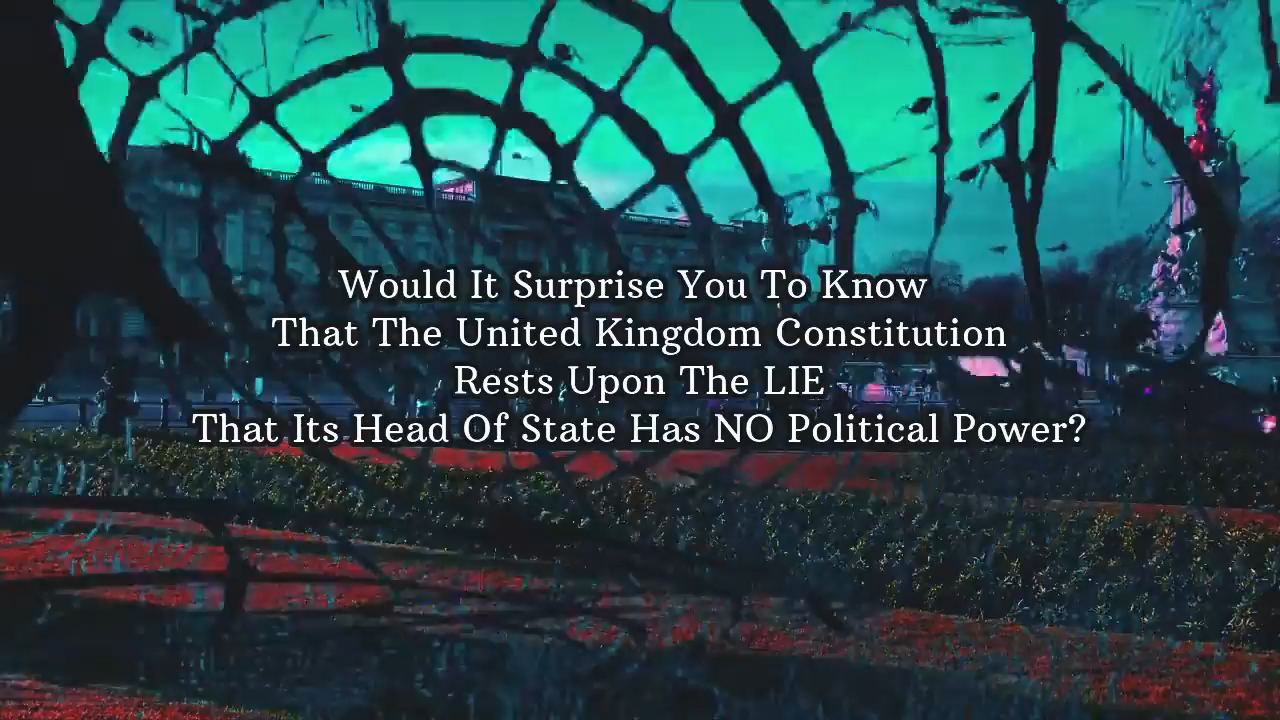 Would It Surprise You To Know
That The United Kingdom Constitution
Rests Upon The LIE
That Its Head Of State Has NO Political Power?